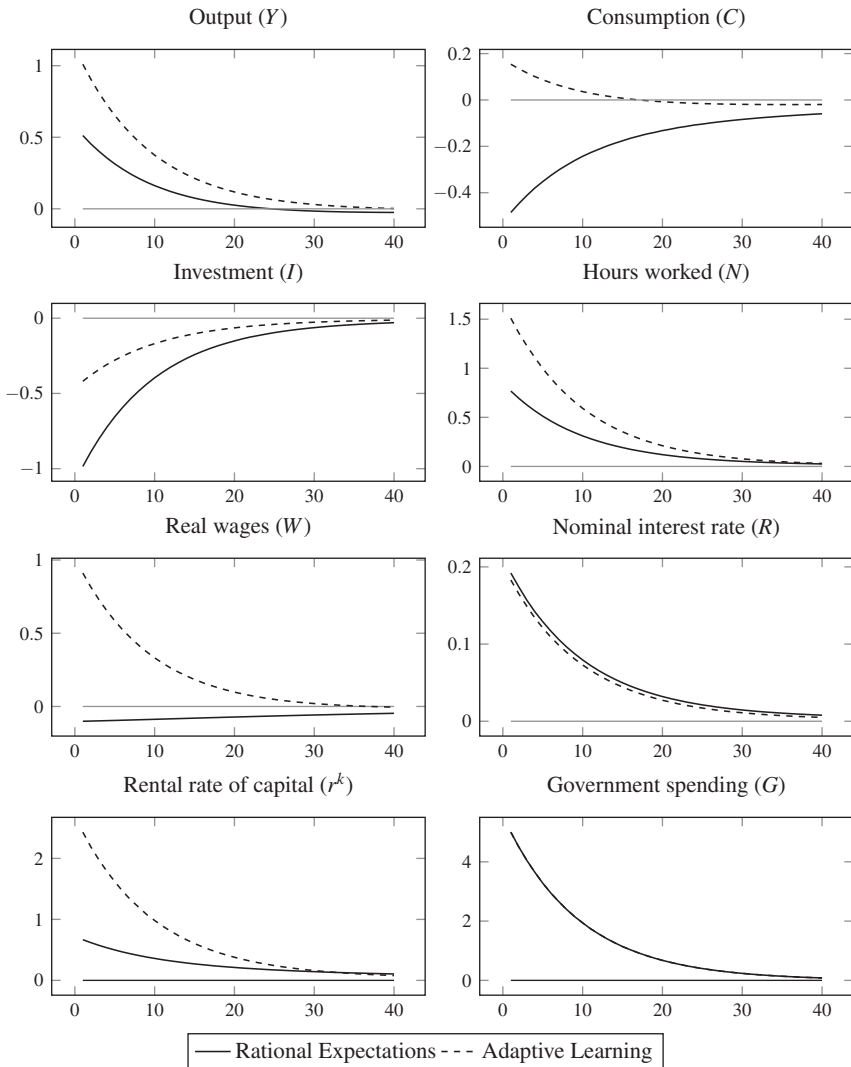 Output (Y)
Consumption (C)
1
0.5
0
0 10 20 30 40
0.2
0
−0.2
−0.4
0 10 20 30 40
Investment (I)
Hours worked (N)
0
−0.5
−1
0 10 20 30 40
1.5
1
0.5
0
0 10 20 30 40
Real wages (W)
Nominal interest rate (R)
1
0.5
0
0 10 20 30 40
0.2
0.1
0
0 10 20 30 40
Rental rate of capital (r^k)
Government spending (G)
2
1
0
0 10 20 30 40
4
2
0
0 10 20 30 40
Rational Expectations Adaptive Learning